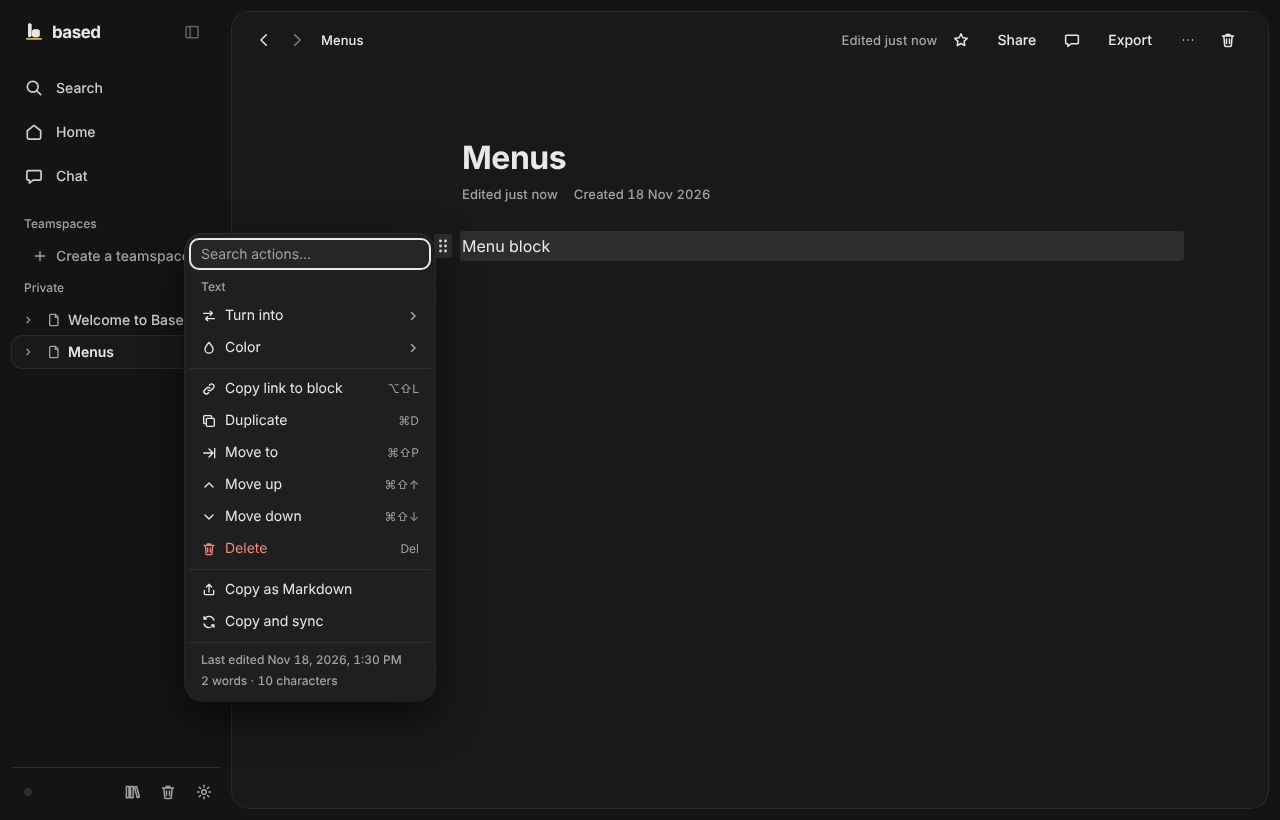 based
Search
Home
Chat
Teamspaces
Create a teamspace
Private
Welcome to Base
Menus
Menus
Edited just now
Share
Export
Menus
Edited just now Created 18 Nov 2026
Menu block
Search actions...
Text
Turn into
Color
Copy link to block ⌥⇧L
Duplicate ⌘D
Move to ⌘⇧P
Move up ⌘⇧↑
Move down ⌘⇧↓
Delete Del
Copy as Markdown
Copy and sync
Last edited Nov 18, 2026, 1:30 PM
2 words · 10 characters